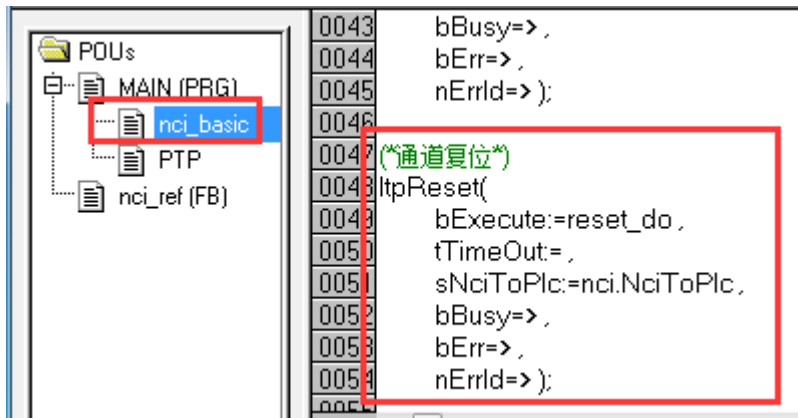 POUs
MAIN (PRG)
nci_basic
PTP
nci_ref (FB)
0043 bBusy=> ,
0044 bErr=> ,
0045 nErrId=> );
0046
0047 (*通道复位*)
0048 ItpReset(
0049 bExecute:=reset_do ,
0050 tTimeOut:= ,
0051 sNciToPlc:=nci.NciToPlc ,
0052 bBusy=> ,
0053 bErr=> ,
0054 nErrId=> );